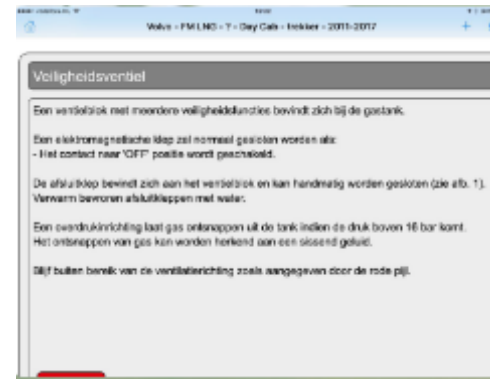 Volvo - FM LNG - ? - Day Cab - trekker - 2011-2017
Veiligheidsventiel
Een ventielblok met meerdere veiligheidsfuncties bevindt zich bij de gastank.
Een elektromagnetische klep zal normaal gesloten worden als:
- Het contact naar 'OFF' positie wordt geschakeld.
De afsluitklep bevindt zich aan het ventielblok en kan handmatig worden gesloten (zie afb. 1).
Verwarm bevroren afsluitkleppen met water.
Een overdrukinrichting laat gas ontsnappen uit de tank indien de druk boven 16 bar komt.
Het ontsnappen van gas kan worden herkend aan een sissend geluid.
Blijf buiten bereik van de ventilatierichting zoals aangegeven door de rode pijl.